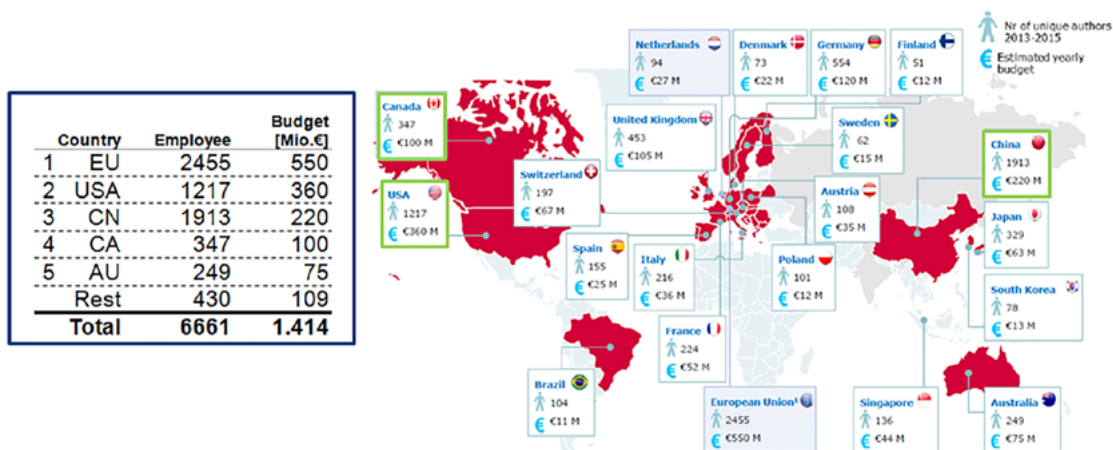 Country Employee Budget [Mio.€]
1 EU 2455 550
2 USA 1217 360
3 CN 1913 220
4 CA 347 100
5 AU 249 75
Rest 430 109
Total 6661 1.414
Nr of unique authors
2013-2015
€ Estimated yearly
budget
Netherlands
94
€ €27 M
Denmark
73
€ €22 M
Germany
554
€ €120 M
Finland
51
€ €12 M
Canada
347
€ €100 M
United Kingdom
453
€ €105 M
Sweden
62
€ €15 M
China
1913
€ €220 M
Switzerland
197
€ €67 M
USA
1217
€ €360 M
Austria
108
€ €35 M
Japan
329
€ €63 M
Spain
155
€ €25 M
Italy
216
€ €36 M
Poland
101
€ €12 M
South Korea
78
€ €13 M
France
224
€ €52 M
Brazil
104
€ €11 M
European Union¹
2455
€ €550 M
Singapore
136
€ €44 M
Australia
249
€ €75 M